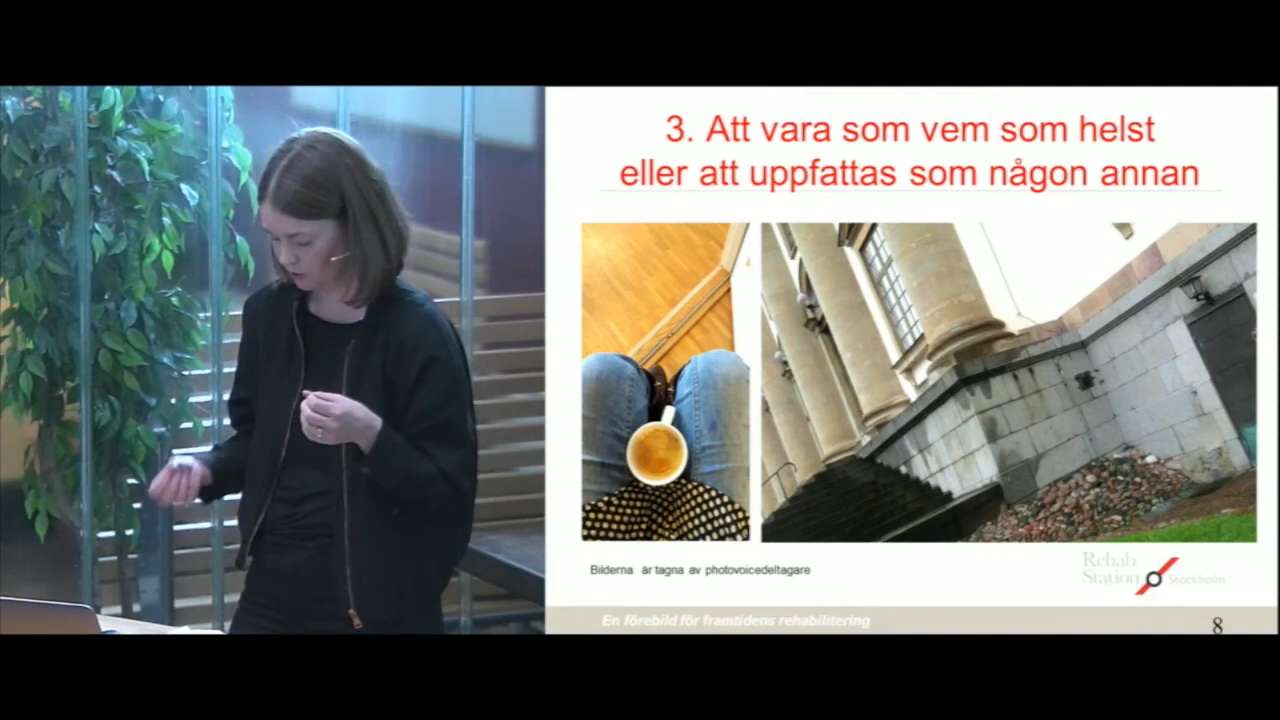 3. Att vara som vem som helst
eller att uppfattas som någon annan
Bilderna är tagna av photovoicedeltagare
Rehab
Station
Stockholm
En förebild för framtidens rehabilitering
8